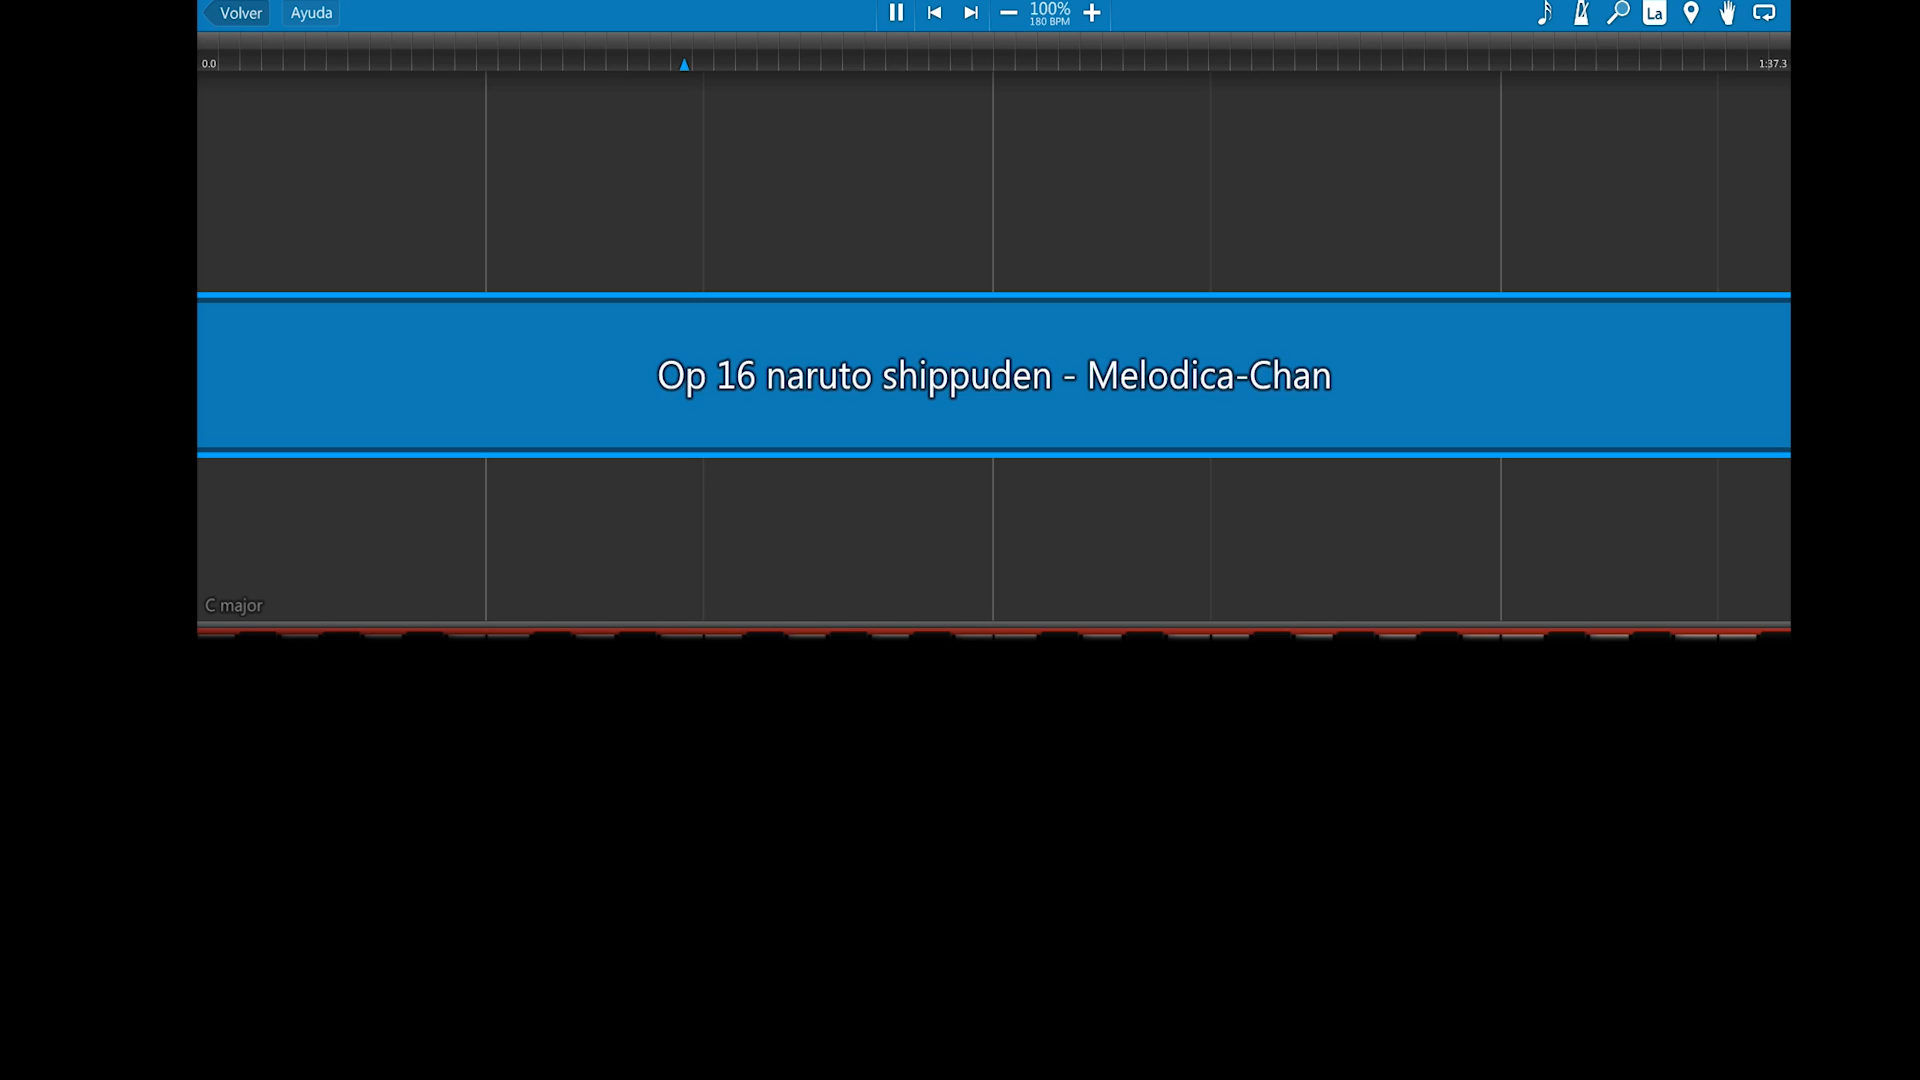 Volver Ayuda 100% La
180 BPM
0.0 1:37.3
Op 16 naruto shippuden - Melodica-Chan
C major